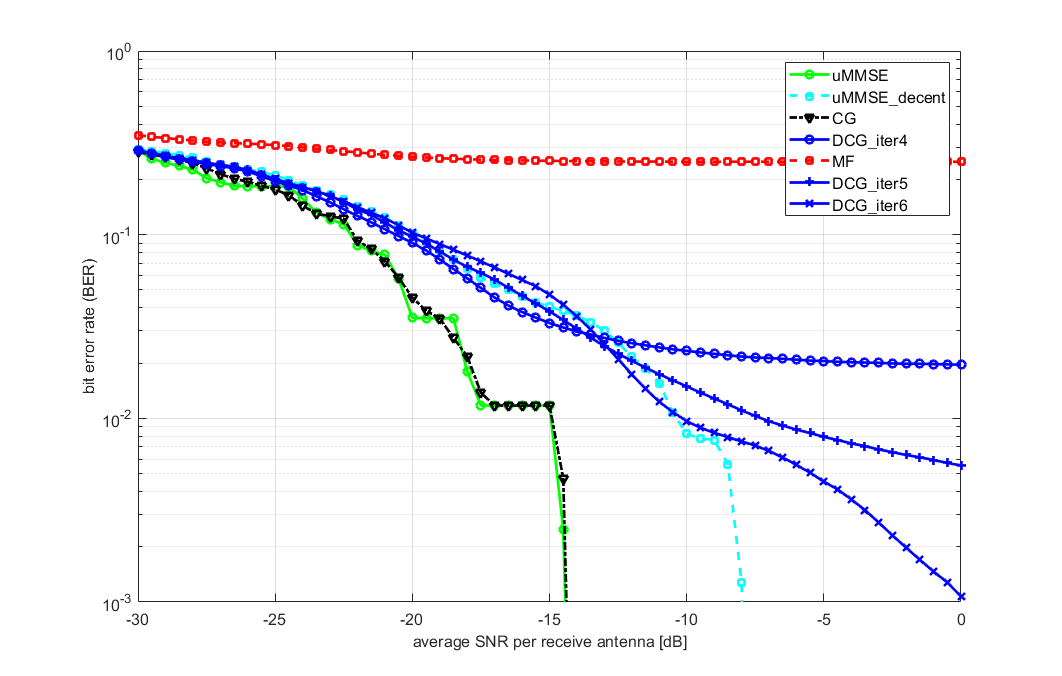 10^0
10^-1
10^-2
10^-3
bit error rate (BER)
-30 -25 -20 -15 -10 -5 0
average SNR per receive antenna [dB]
uMMSE
uMMSE_decent
CG
DCG_iter4
MF
DCG_iter5
DCG_iter6